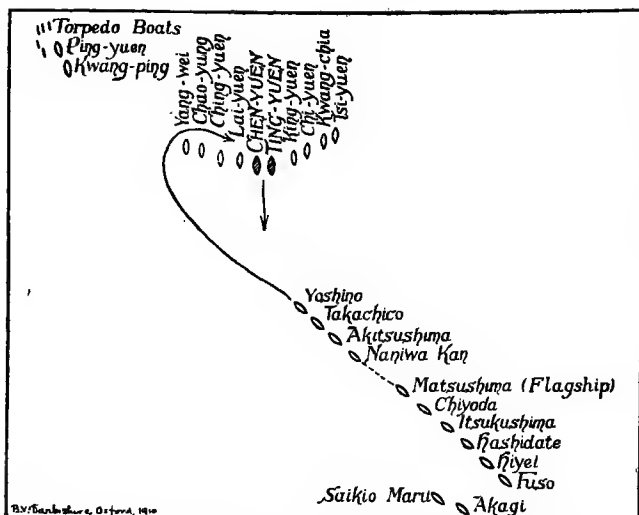 Torpedo Boats
Ping-yuen
Kwang-ping
Yang-wei
Chao-yung
Ching-yuen
Lai-yuen
CHEN-YUEN
TING-YUEN
King-yuen
Chi-yuen
Kwang-chia
Tsi-yuen
Yoshino
Takachico
Akitsushima
Naniwa Kan
Matsushima (Flagship)
Chiyoda
Itsukushima
Hashidate
Hiyei
Fuso
Saikio Maru
Akagi
B.V. Darbishire, Oxford, 1910